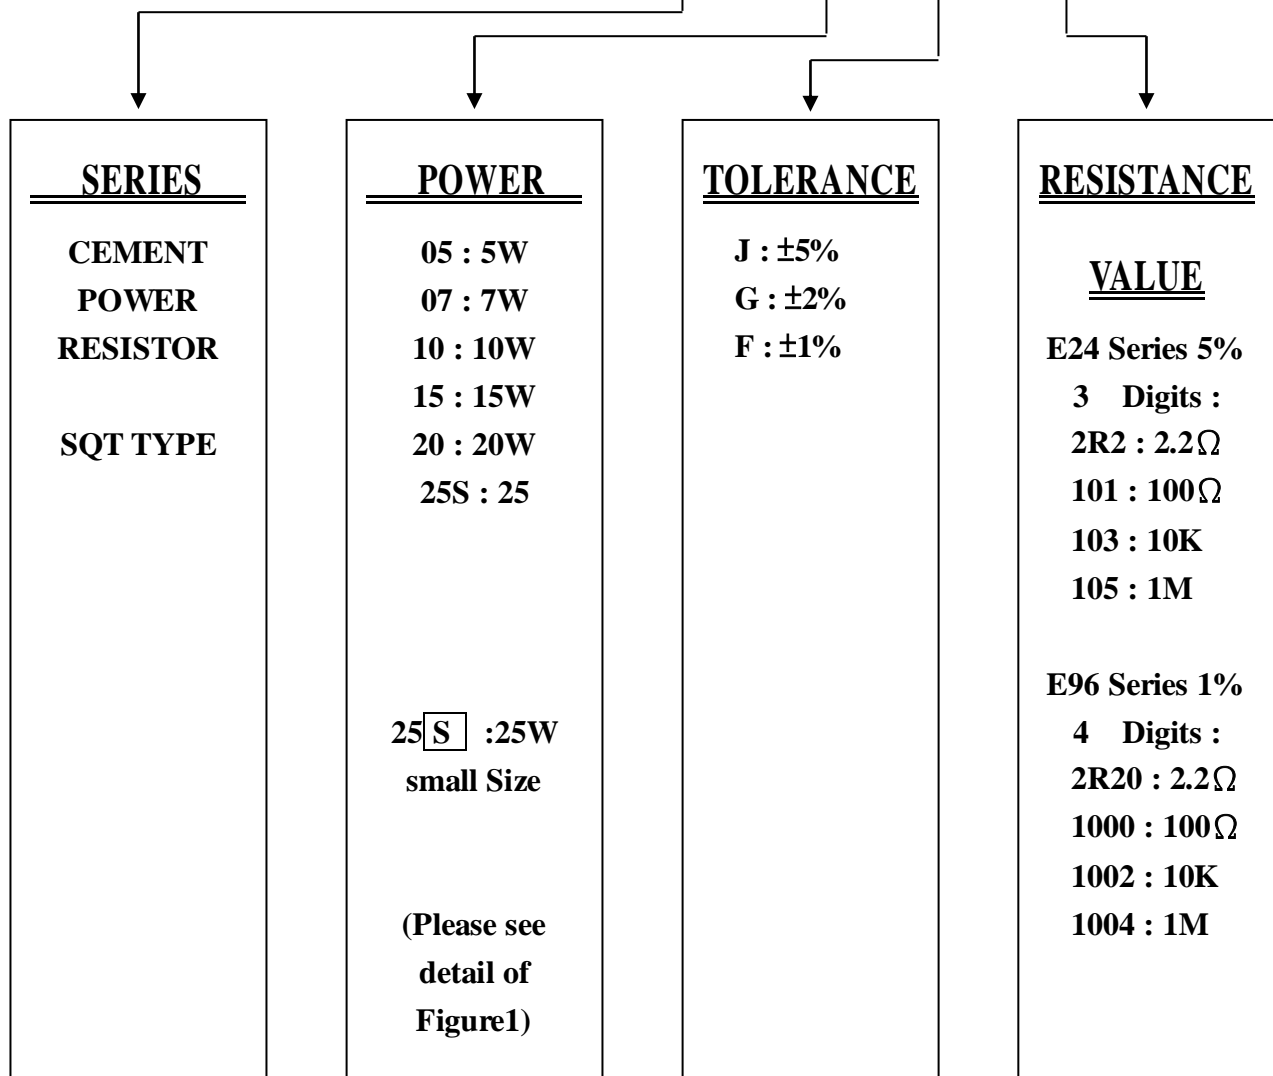 SERIES
CEMENT
POWER
RESISTOR
SQT TYPE
POWER
05 : 5W
07 : 7W
10 : 10W
15 : 15W
20 : 20W
25S : 25
25 S :25W
small Size
(Please see
detail of
Figure1)
TOLERANCE
J : ±5%
G : ±2%
F : ±1%
RESISTANCE
VALUE
E24 Series 5%
3 Digits :
2R2 : 2.2Ω
101 : 100Ω
103 : 10K
105 : 1M
E96 Series 1%
4 Digits :
2R20 : 2.2Ω
1000 : 100Ω
1002 : 10K
1004 : 1M